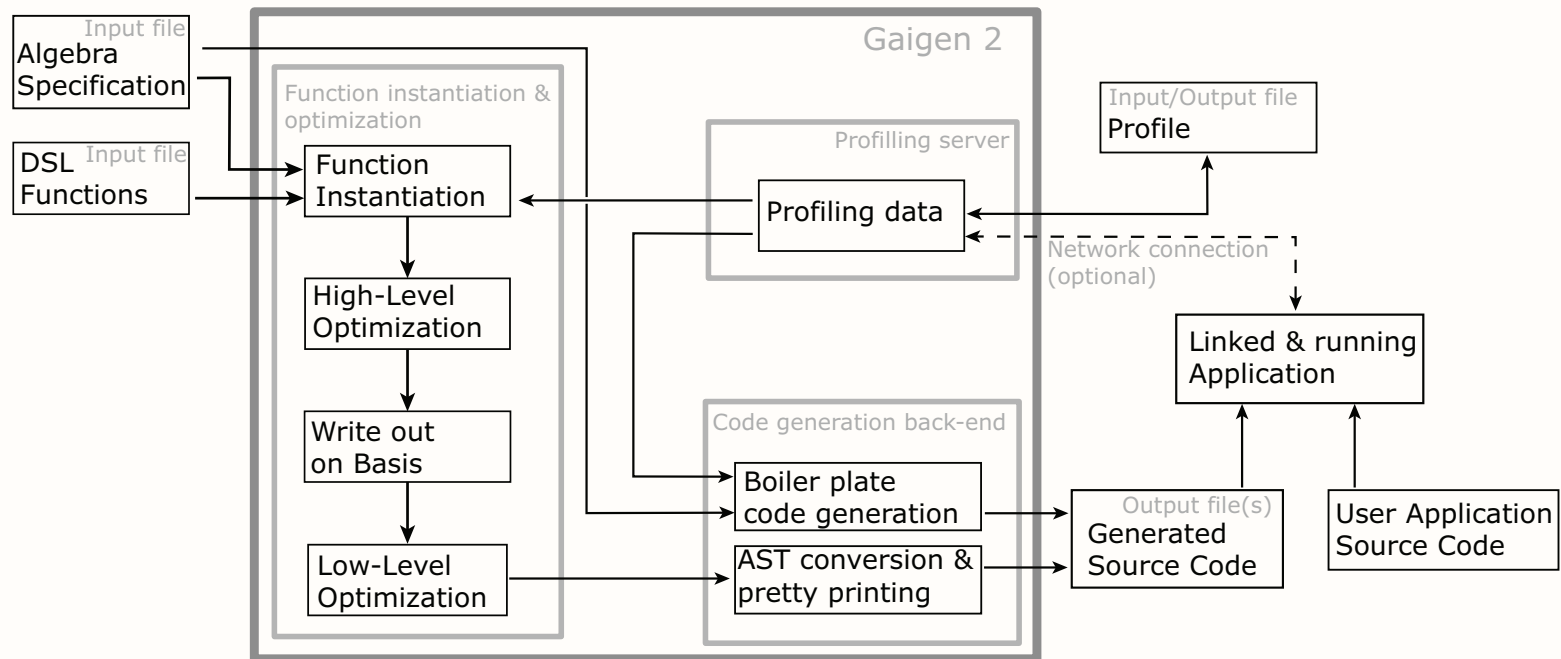 Input file
Algebra
Specification
Input file
DSL
Functions
Gaigen 2
Function instantiation &
optimization
Function
Instantiation
High-Level
Optimization
Write out
on Basis
Low-Level
Optimization
Profilling server
Profiling data
Code generation back-end
Boiler plate
code generation
AST conversion &
pretty printing
Input/Output file
Profile
Network connection
(optional)
Linked & running
Application
Output file(s)
Generated
Source Code
User Application
Source Code